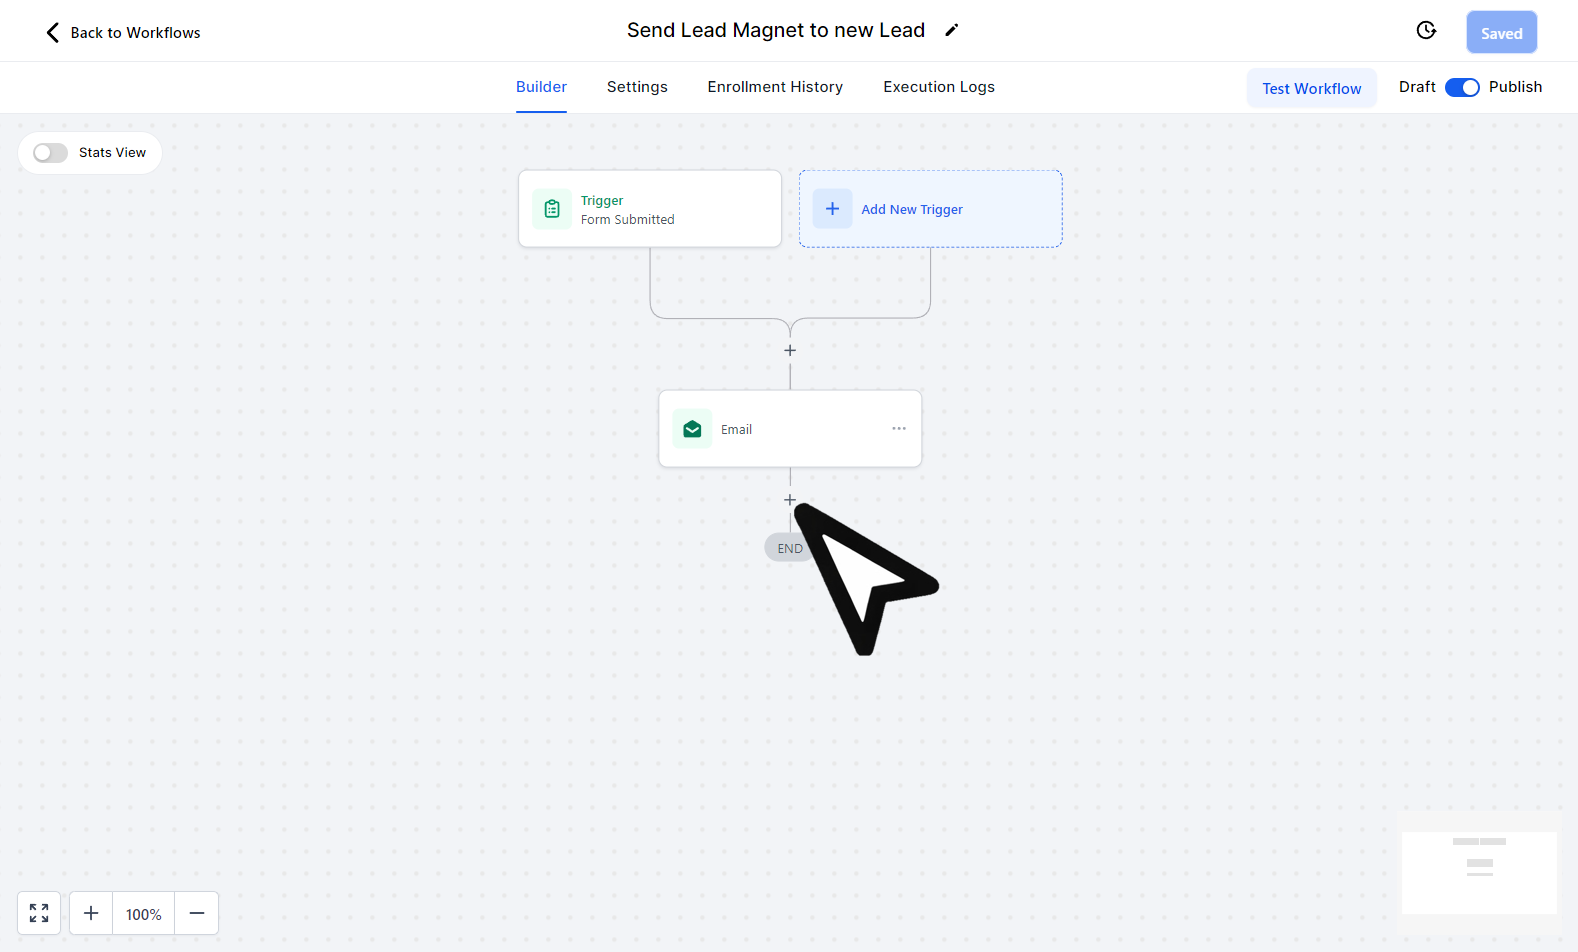 Back to Workflows
Send Lead Magnet to new Lead
Saved
Builder
Settings
Enrollment History
Execution Logs
Test Workflow
Draft
Publish
Stats View
Trigger
Form Submitted
Add New Trigger
Email
END
100%